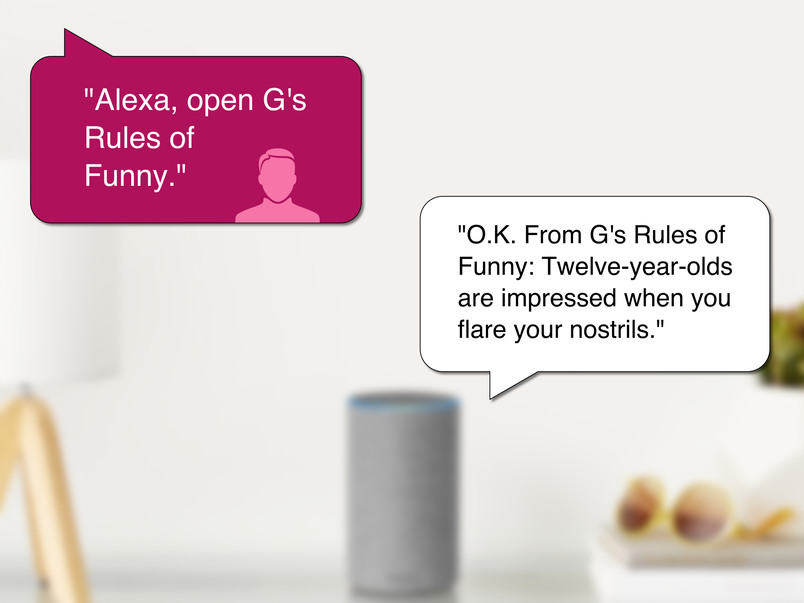 "Alexa, open G's
Rules of
Funny."
"O.K. From G's Rules of
Funny: Twelve-year-olds
are impressed when you
flare your nostrils."